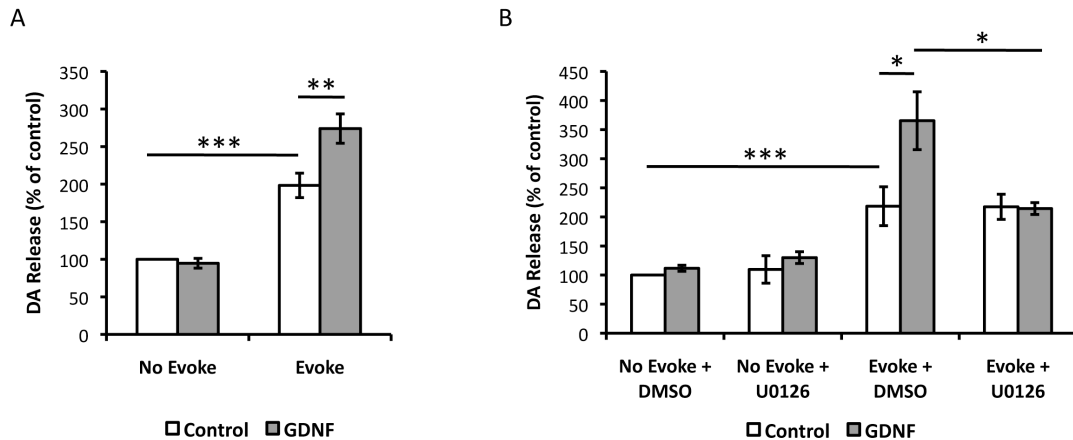 A
DA Release (% of control)
350
300
250
200
150
100
50
0
***
**
No Evoke
Evoke
Control
GDNF
B
DA Release (% of control)
450
400
350
300
250
200
150
100
50
0
***
*
*
No Evoke +
DMSO
No Evoke +
U0126
Evoke +
DMSO
Evoke +
U0126
Control
GDNF